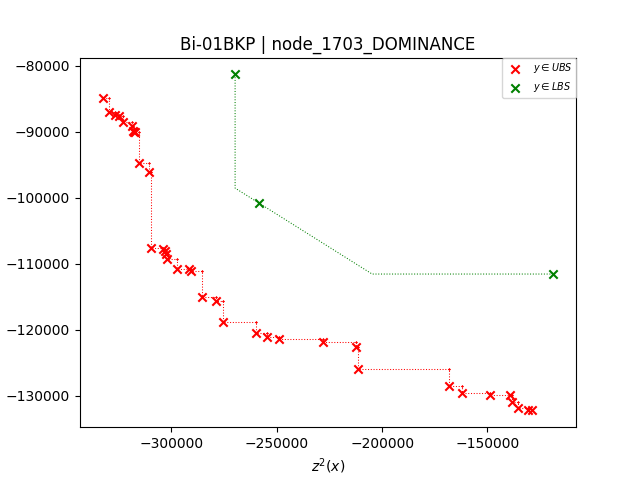 Bi-01BKP | node_1703_DOMINANCE
y ∈ UBS
y ∈ LBS
−80000
−90000
−100000
−110000
−120000
−130000
−300000
−250000
−200000
−150000
z²(x)